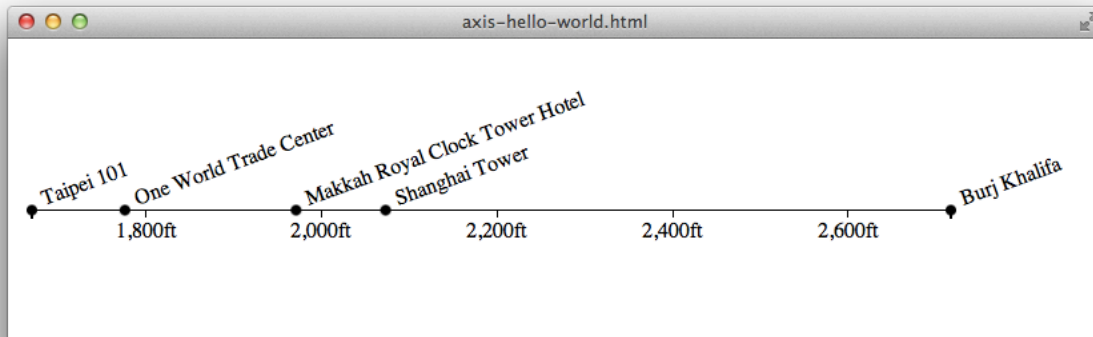 axis-hello-world.html
Taipei 101
One World Trade Center
Makkah Royal Clock Tower Hotel
Shanghai Tower
Burj Khalifa
1,800ft
2,000ft
2,200ft
2,400ft
2,600ft